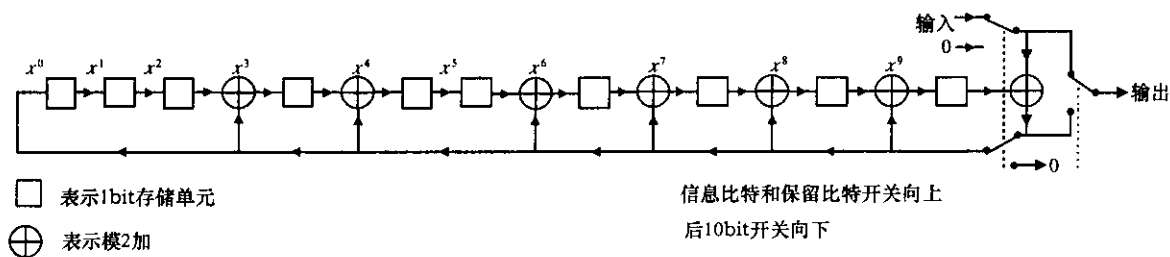 输入
0
x⁰ x¹ x² x³ x⁴ x⁵ x⁶ x⁷ x⁸ x⁹
输出
0
表示1bit存储单元
信息比特和保留比特开关向上
后10bit开关向下
表示模2加